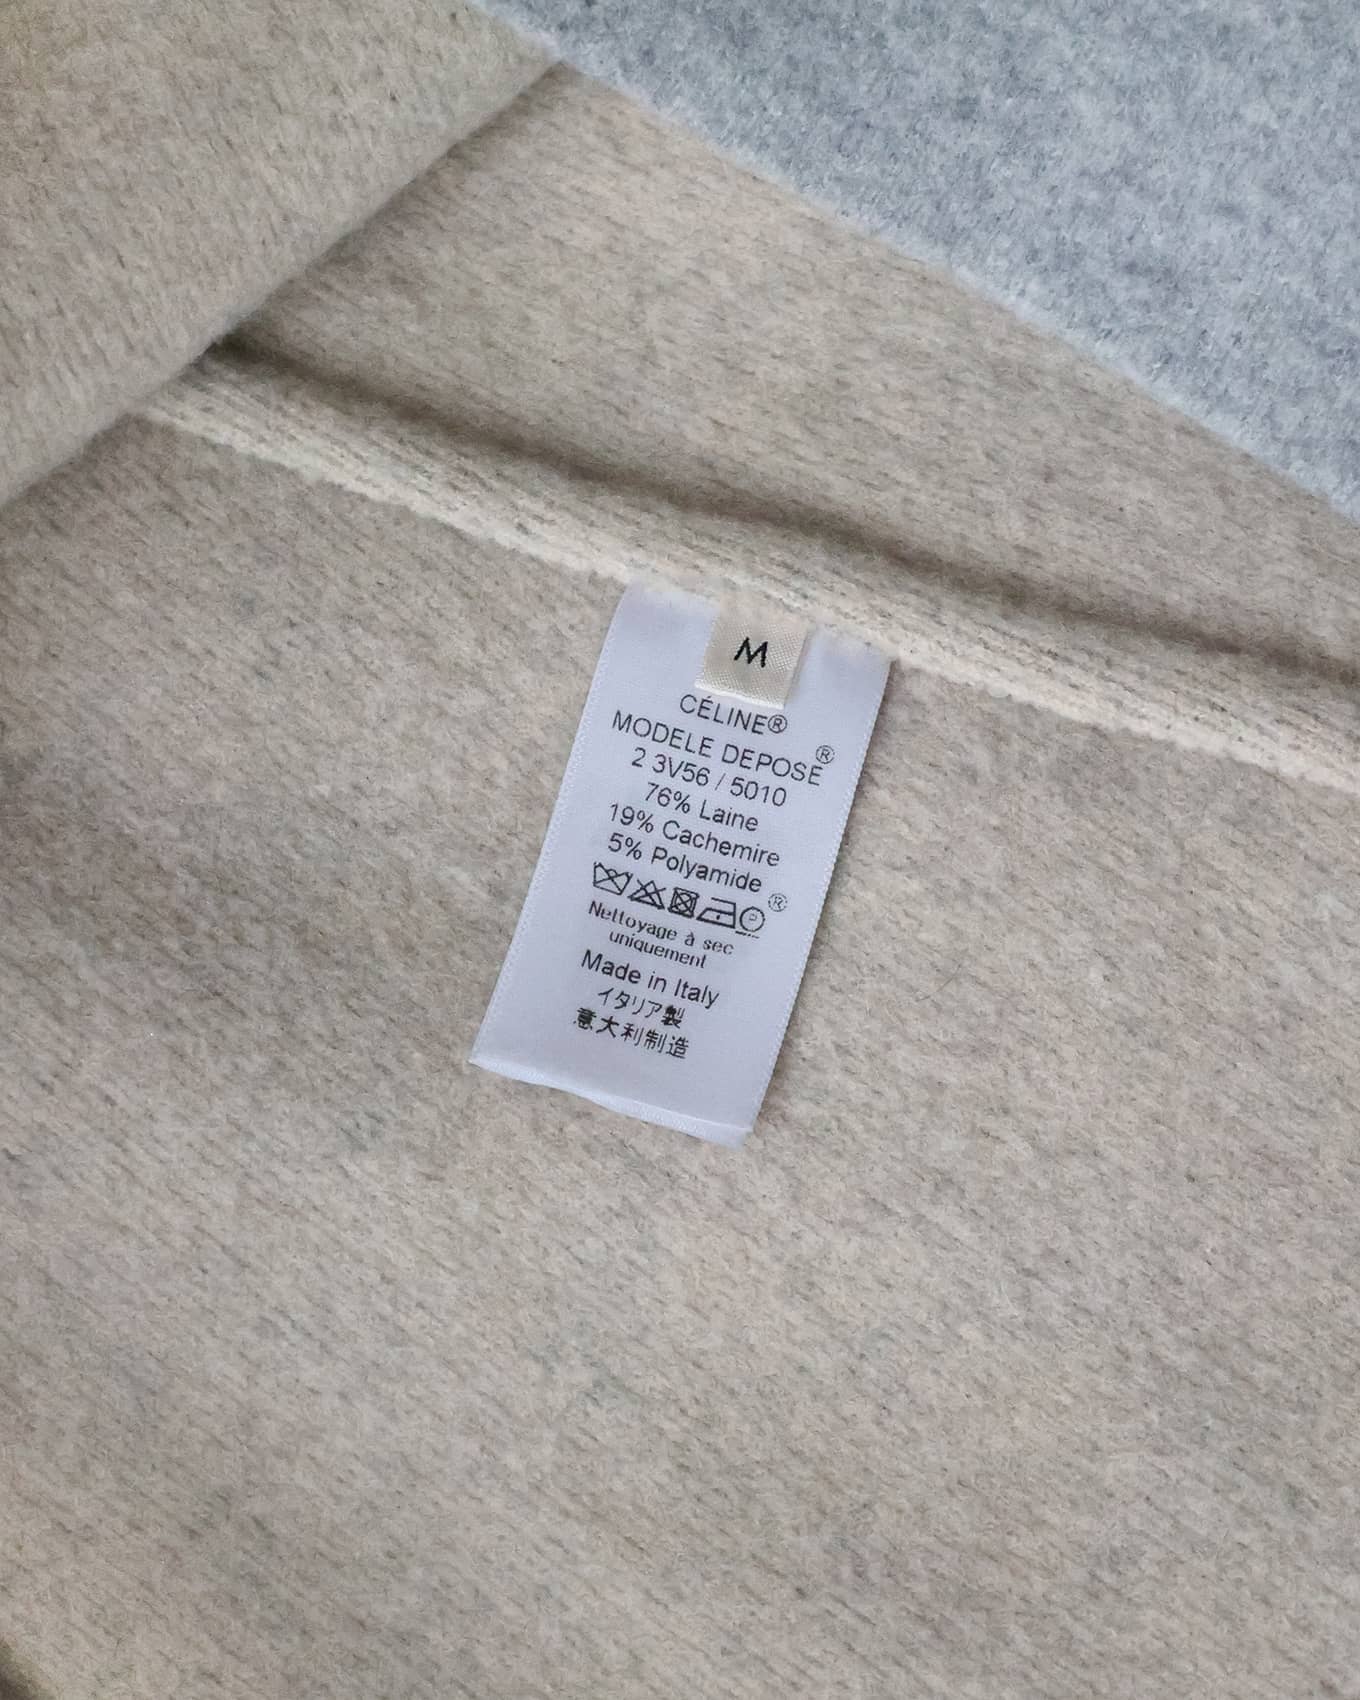 M
CÉLINE®
MODELE DEPOSE®
2 3V56 / 5010
76% Laine
19% Cachemire
5% Polyamide
P ®
Nettoyage à sec
uniquement
Made in Italy
イタリア製
意大利制造